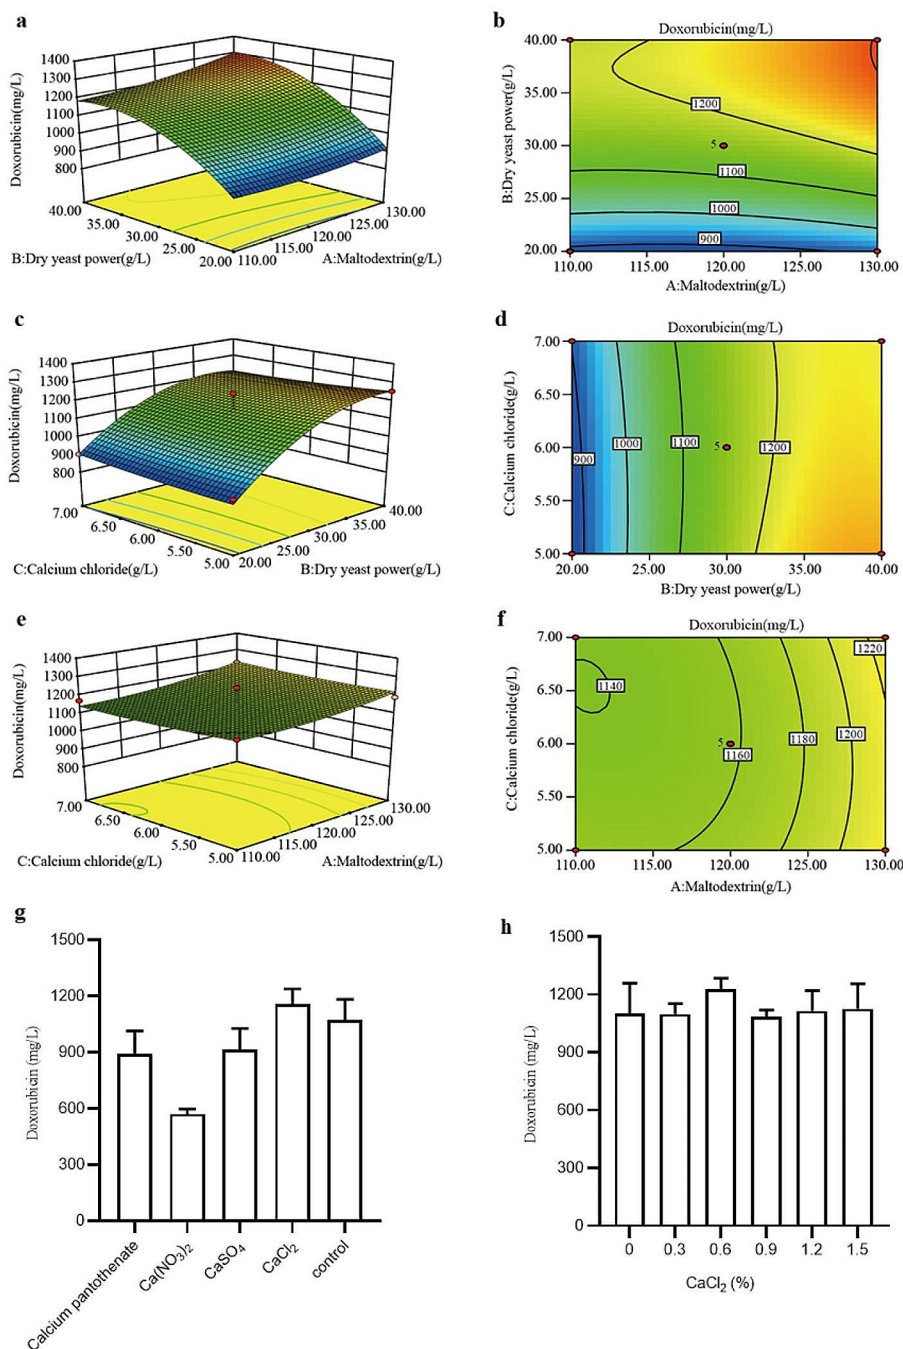 a
1400
1300
1200
1100
1000
900
800
Doxorubicin(mg/L)
40.00
35.00
30.00
25.00
20.00
B:Dry yeast power(g/L)
110.00
115.00
120.00
125.00
130.00
A:Maltodextrin(g/L)
b
Doxorubicin(mg/L)
40.00
35.00
30.00
25.00
20.00
B:Dry yeast power(g/L)
1200
5
1100
1000
900
110.00 115.00 120.00 125.00 130.00
A:Maltodextrin(g/L)
c
1400
1300
1200
1100
1000
900
800
Doxorubicin(mg/L)
7.00
6.50
6.00
5.50
5.00
C:Calcium chloride(g/L)
20.00
25.00
30.00
35.00
40.00
B:Dry yeast power(g/L)
d
Doxorubicin(mg/L)
7.00
6.50
6.00
5.50
5.00
C:Calcium chloride(g/L)
900
1000
1100
5
1200
20.00 25.00 30.00 35.00 40.00
B:Dry yeast power(g/L)
e
1400
1300
1200
1100
1000
900
800
Doxorubicin(mg/L)
7.00
6.50
6.00
5.50
5.00
C:Calcium chloride(g/L)
110.00
115.00
120.00
125.00
130.00
A:Maltodextrin(g/L)
f
Doxorubicin(mg/L)
7.00
6.50
6.00
5.50
5.00
C:Calcium chloride(g/L)
1220
1140
5
1160
1180
1200
110.00 115.00 120.00 125.00 130.00
A:Maltodextrin(g/L)
g
1500
1200
900
600
300
0
Doxorubicin (mg/L)
Calcium pantothenate
Ca(NO3)2
CaSO4
CaCl2
control
h
1500
1200
900
600
300
0
Doxorubicin (mg/L)
0 0.3 0.6 0.9 1.2 1.5
CaCl2 (%)